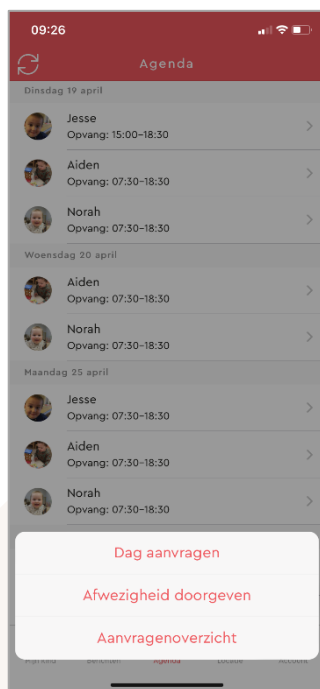 09:26
Agenda
Dinsdag 19 april
Jesse
Opvang: 15:00-18:30
Aiden
Opvang: 07:30-18:30
Norah
Opvang: 07:30-18:30
Woensdag 20 april
Aiden
Opvang: 07:30-18:30
Norah
Opvang: 07:30-18:30
Maandag 25 april
Jesse
Opvang: 07:30-18:30
Aiden
Opvang: 07:30-18:30
Norah
Opvang: 07:30-18:30
Dag aanvragen
Afwezigheid doorgeven
Aanvragenoverzicht
Mijn kind Berichten Agenda Locatie Account